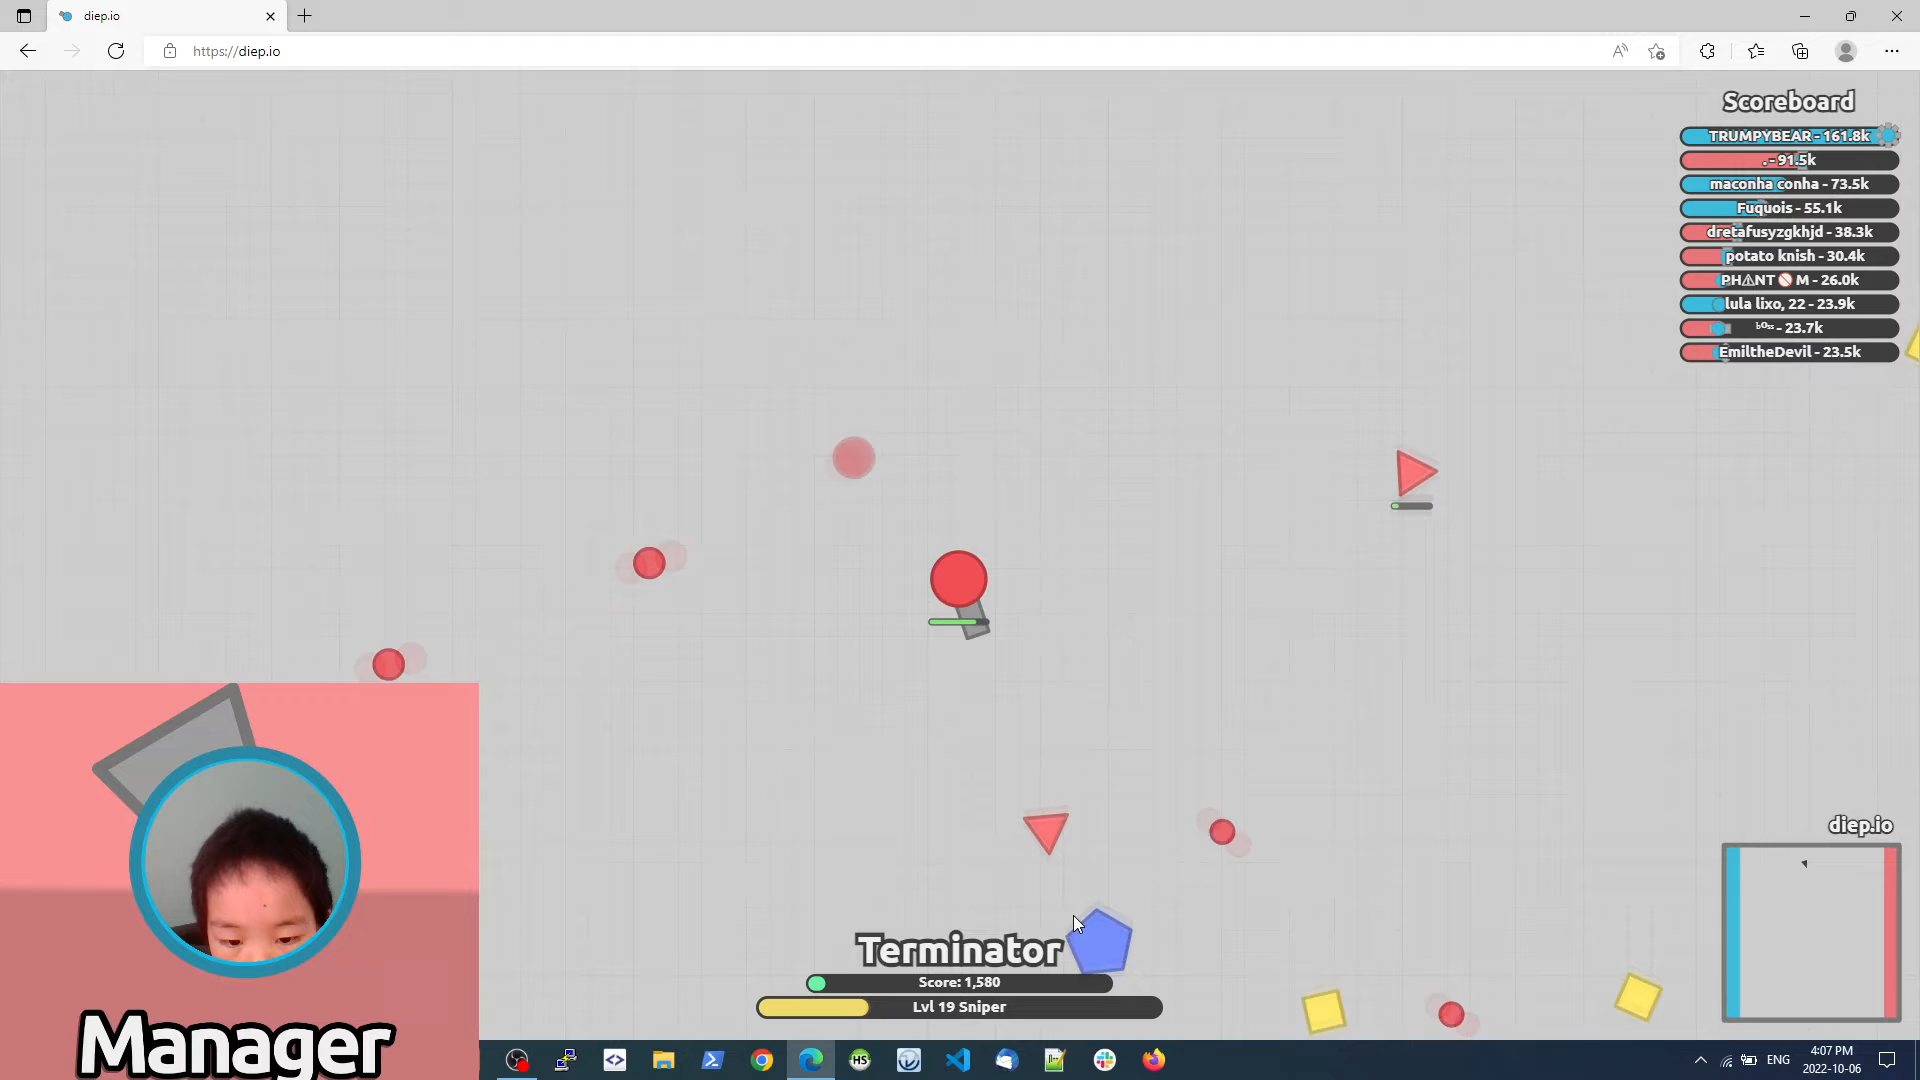 diep.io
https://diep.io
Scoreboard
TRUMPYBEAR - 161.8k
. - 91.5k
maconha conha - 73.5k
Fuquois - 55.1k
dretafusyzgkhjd - 38.3k
potato knish - 30.4k
PH⚠NT🚫M - 26.0k
lula lixo, 22 - 23.9k
ᵇᴼˢˢ - 23.7k
EmiltheDevil - 23.5k
diep.io
Terminator
Score: 1,580
Lvl 19 Sniper
Manager
HS
ENG
4:07 PM
2022-10-06